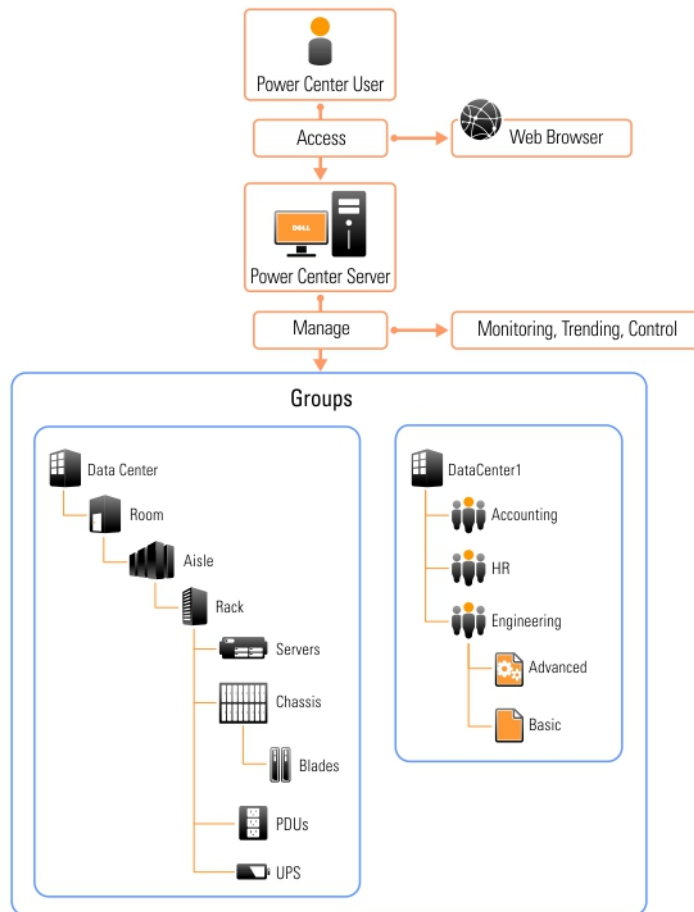 Power Center User
Access
Web Browser
DELL
Power Center Server
Manage
Monitoring, Trending, Control
Groups
Data Center
Room
Aisle
Rack
Servers
Chassis
Blades
PDUs
UPS
DataCenter1
Accounting
HR
Engineering
Advanced
Basic